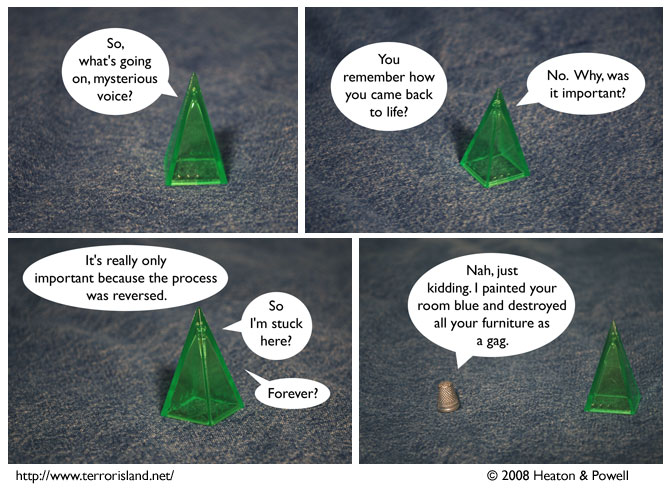 So,
what's going
on, mysterious
voice?
You
remember how
you came back
to life?
No. Why, was
it important?
It's really only
important because the process
was reversed.
So
I'm stuck
here?
Forever?
Nah, just
kidding. I painted your
room blue and destroyed
all your furniture as
a gag.
http://www.terrorisland.net/
© 2008 Heaton & Powell